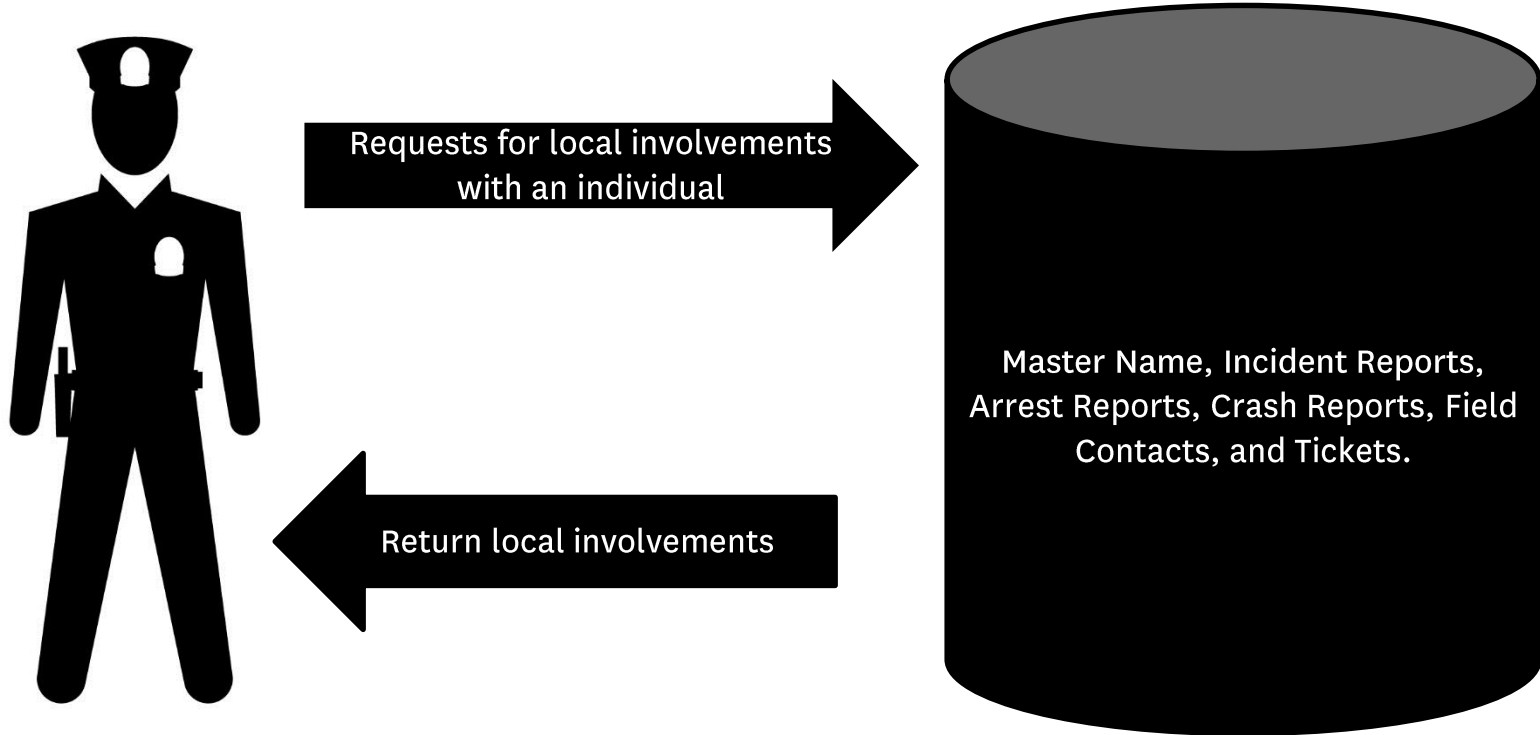 Requests for local involvements
with an individual
Master Name, Incident Reports,
Arrest Reports, Crash Reports, Field
Contacts, and Tickets.
Return local involvements